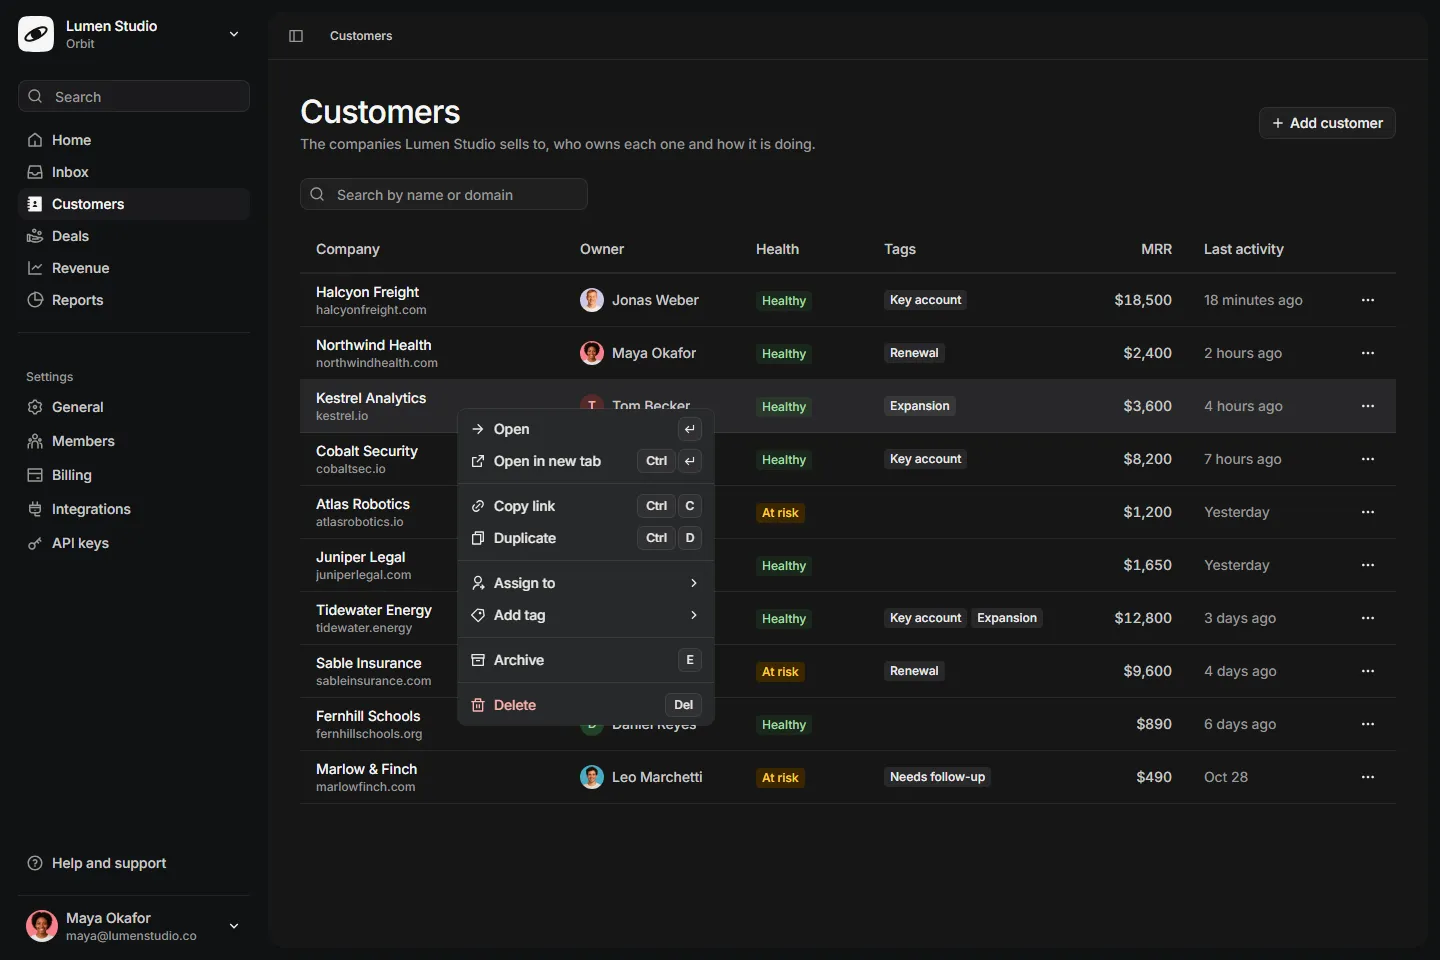 Lumen Studio
Orbit
Search
Home
Inbox
Customers
Deals
Revenue
Reports
Settings
General
Members
Billing
Integrations
API keys
Help and support
Maya Okafor
maya@lumenstudio.co
Customers
Customers
The companies Lumen Studio sells to, who owns each one and how it is doing.
+ Add customer
Search by name or domain
Company Owner Health Tags MRR Last activity
Halcyon Freight
halcyonfreight.com
Jonas Weber Healthy Key account $18,500 18 minutes ago
Northwind Health
northwindhealth.com
Maya Okafor Healthy Renewal $2,400 2 hours ago
Kestrel Analytics
kestrel.io
T Tom Becker Healthy Expansion $3,600 4 hours ago
Cobalt Security
cobaltsec.io
Healthy Key account $8,200 7 hours ago
Atlas Robotics
atlasrobotics.io
At risk $1,200 Yesterday
Juniper Legal
juniperlegal.com
Healthy $1,650 Yesterday
Tidewater Energy
tidewater.energy
Healthy Key account Expansion $12,800 3 days ago
Sable Insurance
sableinsurance.com
At risk Renewal $9,600 4 days ago
Fernhill Schools
fernhillschools.org
D Daniel Reyes Healthy $890 6 days ago
Marlow & Finch
marlowfinch.com
Leo Marchetti At risk Needs follow-up $490 Oct 28
Open ↵
Open in new tab Ctrl ↵
Copy link Ctrl C
Duplicate Ctrl D
Assign to
Add tag
Archive E
Delete Del